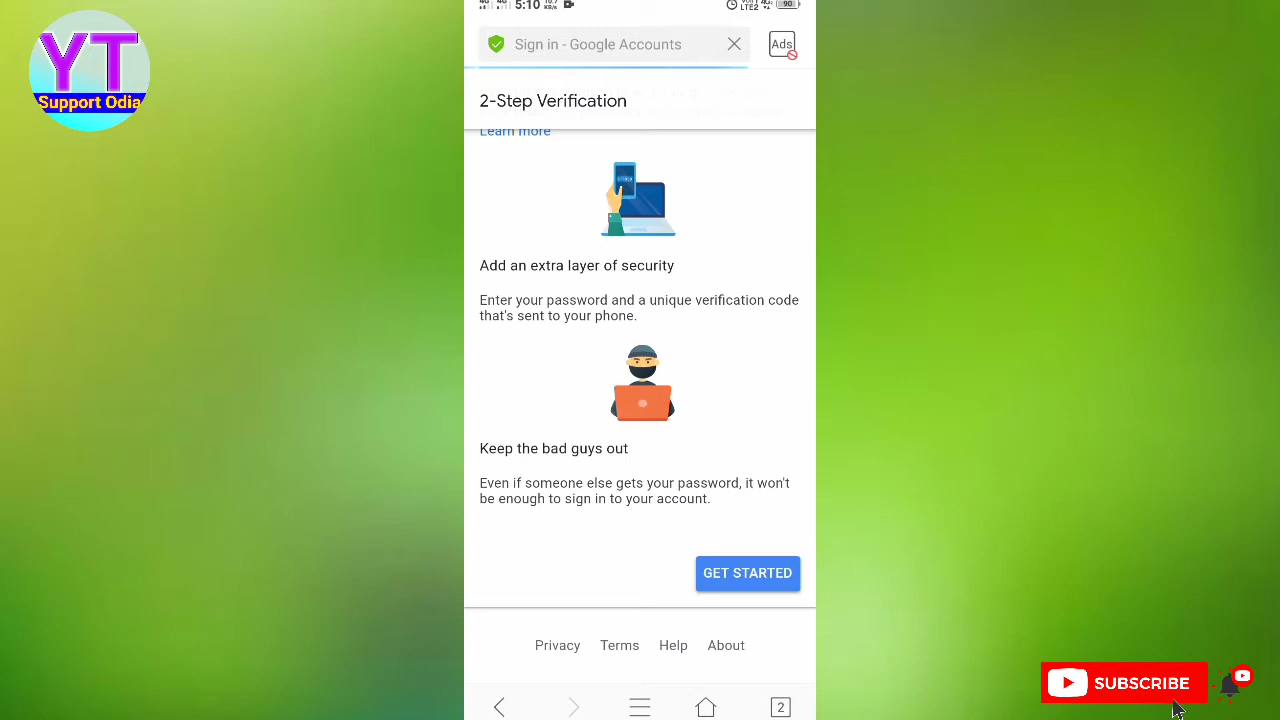 YT
Support Odia
5:10
Sign in - Google Accounts
Ads
2-Step Verification
Learn more
Add an extra layer of security
Enter your password and a unique verification code
that's sent to your phone.
Keep the bad guys out
Even if someone else gets your password, it won't
be enough to sign in to your account.
GET STARTED
Privacy Terms Help About
2
SUBSCRIBE